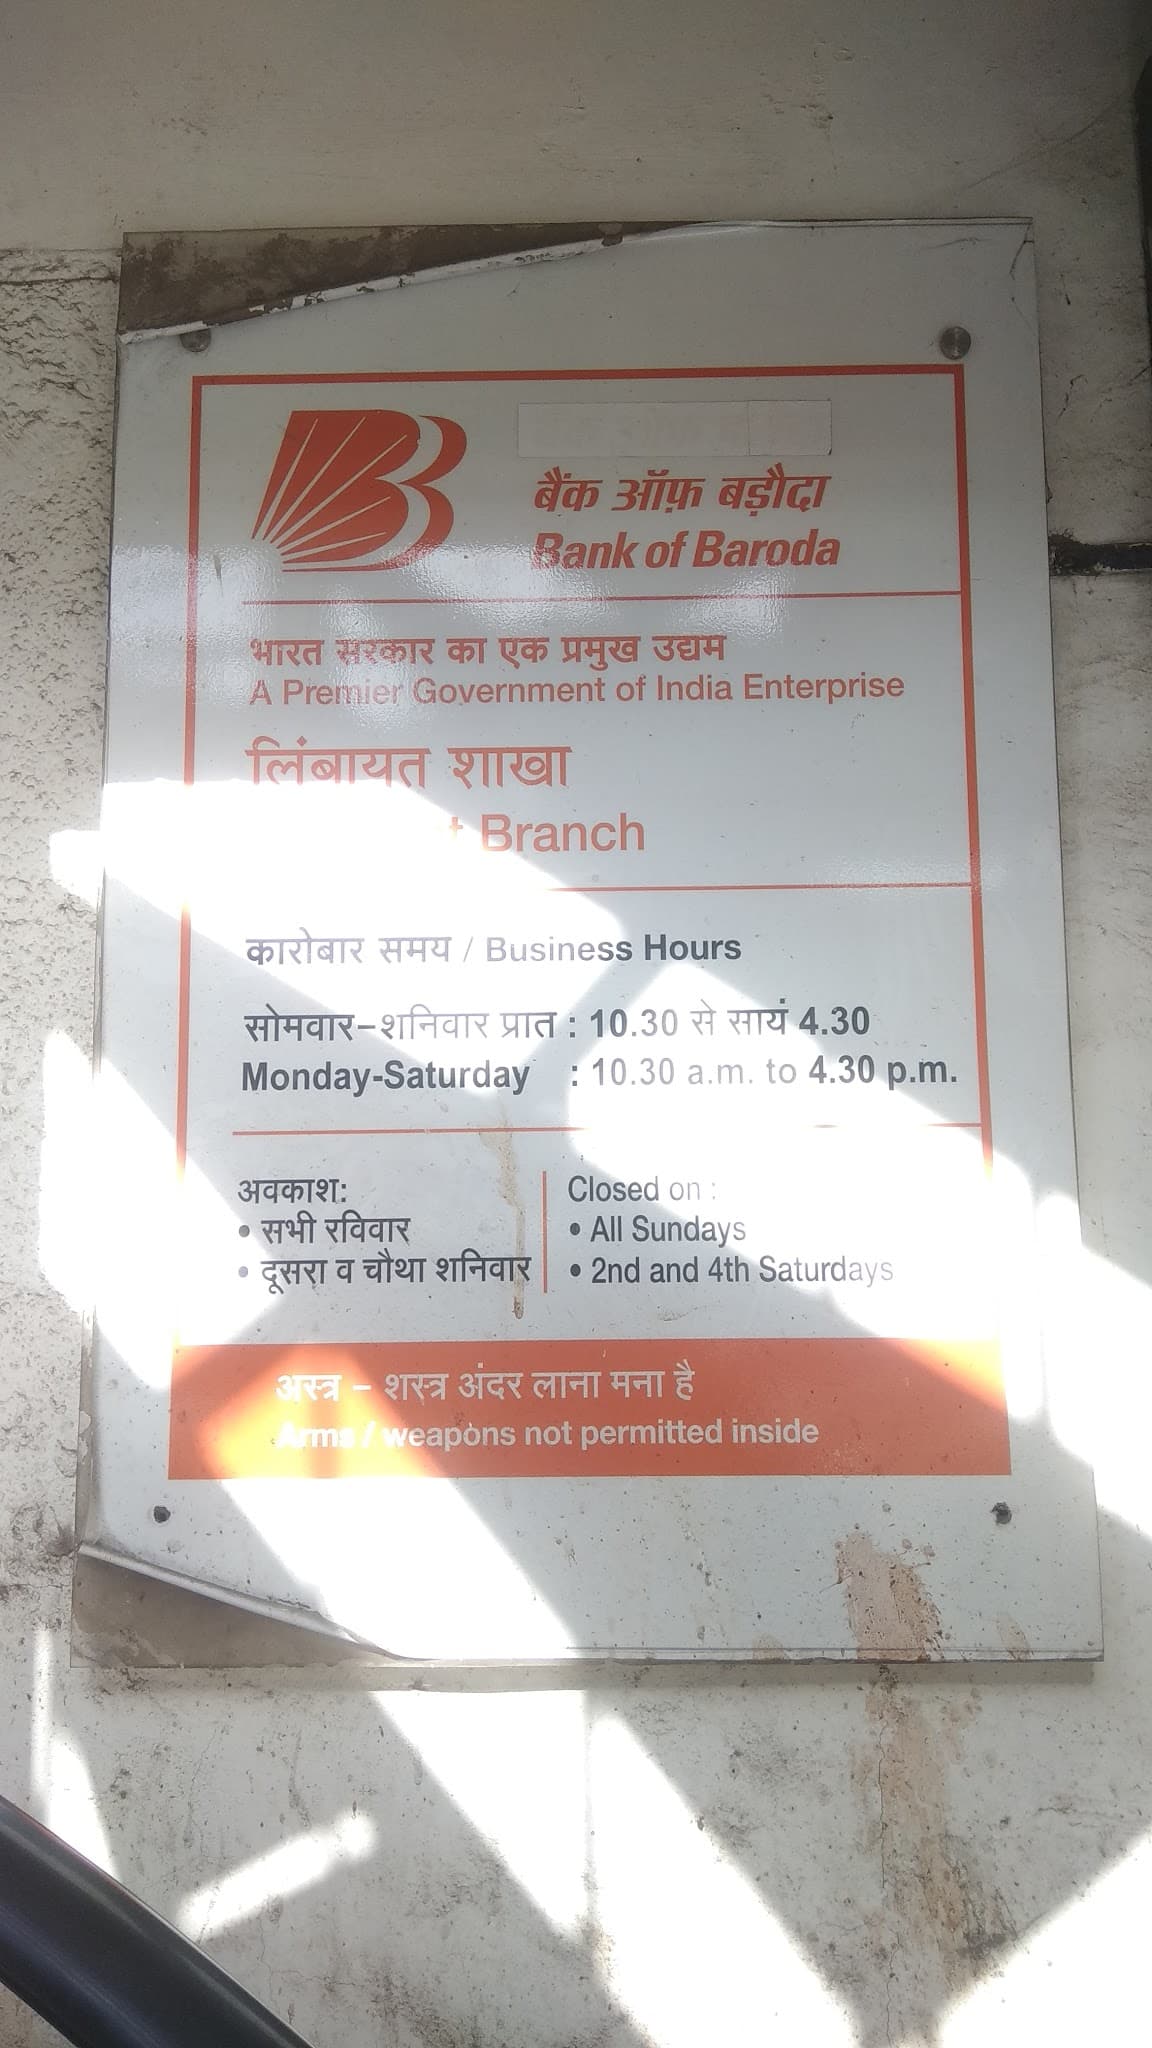 बैंक ऑफ़ बड़ौदा
Bank of Baroda
भारत सरकार का एक प्रमुख उद्यम
A Premier Government of India Enterprise
लिंबायत शाखा
Branch
कारोबार समय / Business Hours
सोमवार-शनिवार प्रात : 10.30 से सायं 4.30
Monday-Saturday : 10.30 a.m. to 4.30 p.m.
अवकाश:
• सभी रविवार
• दूसरा व चौथा शनिवार
Closed on :
• All Sundays
• 2nd and 4th Saturdays
अस्त्र - शस्त्र अंदर लाना मना है
Arms / weapons not permitted inside